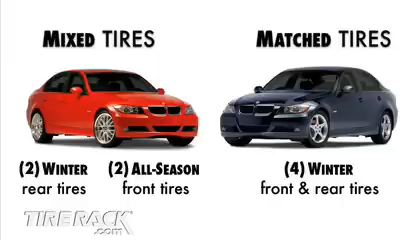 MIXED TIRES
MATCHED TIRES
(2) WINTER
rear tires
(2) ALL-SEASON
front tires
(4) WINTER
front & rear tires
TIRERACK
.com